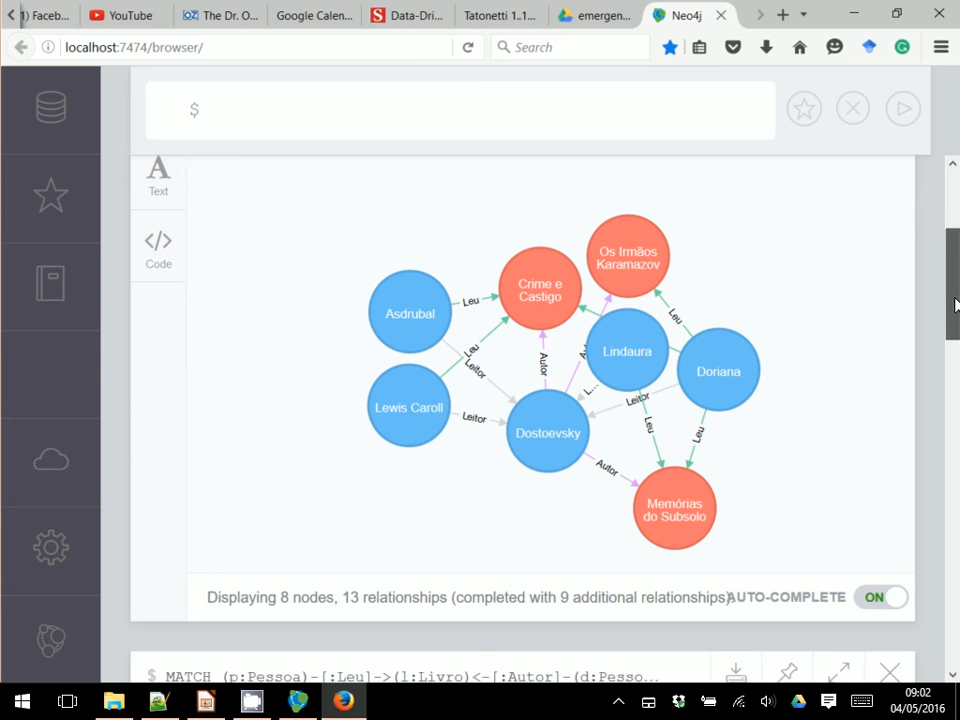 1) Faceb...
YouTube
The Dr. O...
Google Calen...
Data-Dri...
Tatonetti 1.1...
emergen...
Neo4j
localhost:7474/browser/
Search
$
Text
Code
Os Irmãos
Karamazov
Crime e
Castigo
Asdrubal
Leu
Leu
Lindaura
Doriana
Leu
Leitor
Autor
L...
Leitor
Lewis Caroll
Leitor
Dostoevsky
Leu
Leu
Autor
Memórias
do Subsolo
Displaying 8 nodes, 13 relationships (completed with 9 additional relationships)
AUTO-COMPLETE ON
$ MATCH (p:Pessoa)-[:Leu]->(l:Livro)<-[:Autor]-(d:Pesso...
09:02
04/05/2016